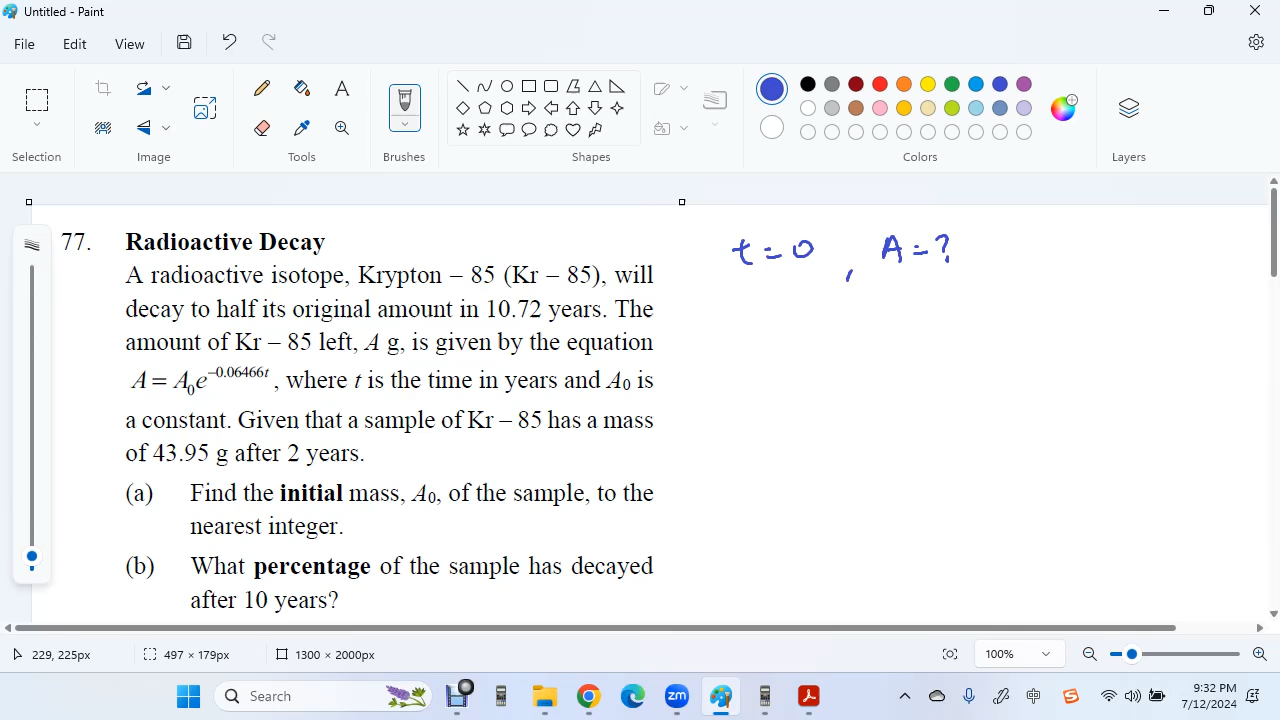 Untitled - Paint
File Edit View
Selection Image Tools Brushes Shapes Colors Layers
77. Radioactive Decay
A radioactive isotope, Krypton – 85 (Kr – 85), will
decay to half its original amount in 10.72 years. The
amount of Kr – 85 left, A g, is given by the equation
A = A₀e^{-0.06466t}, where t is the time in years and A₀ is
a constant. Given that a sample of Kr – 85 has a mass
of 43.95 g after 2 years.
(a) Find the initial mass, A₀, of the sample, to the
nearest integer.
(b) What percentage of the sample has decayed
after 10 years?
t = 0 , A = ?
229, 225px 497 × 179px 1300 × 2000px 100%
Search zm 中 S 9:32 PM
7/12/2024